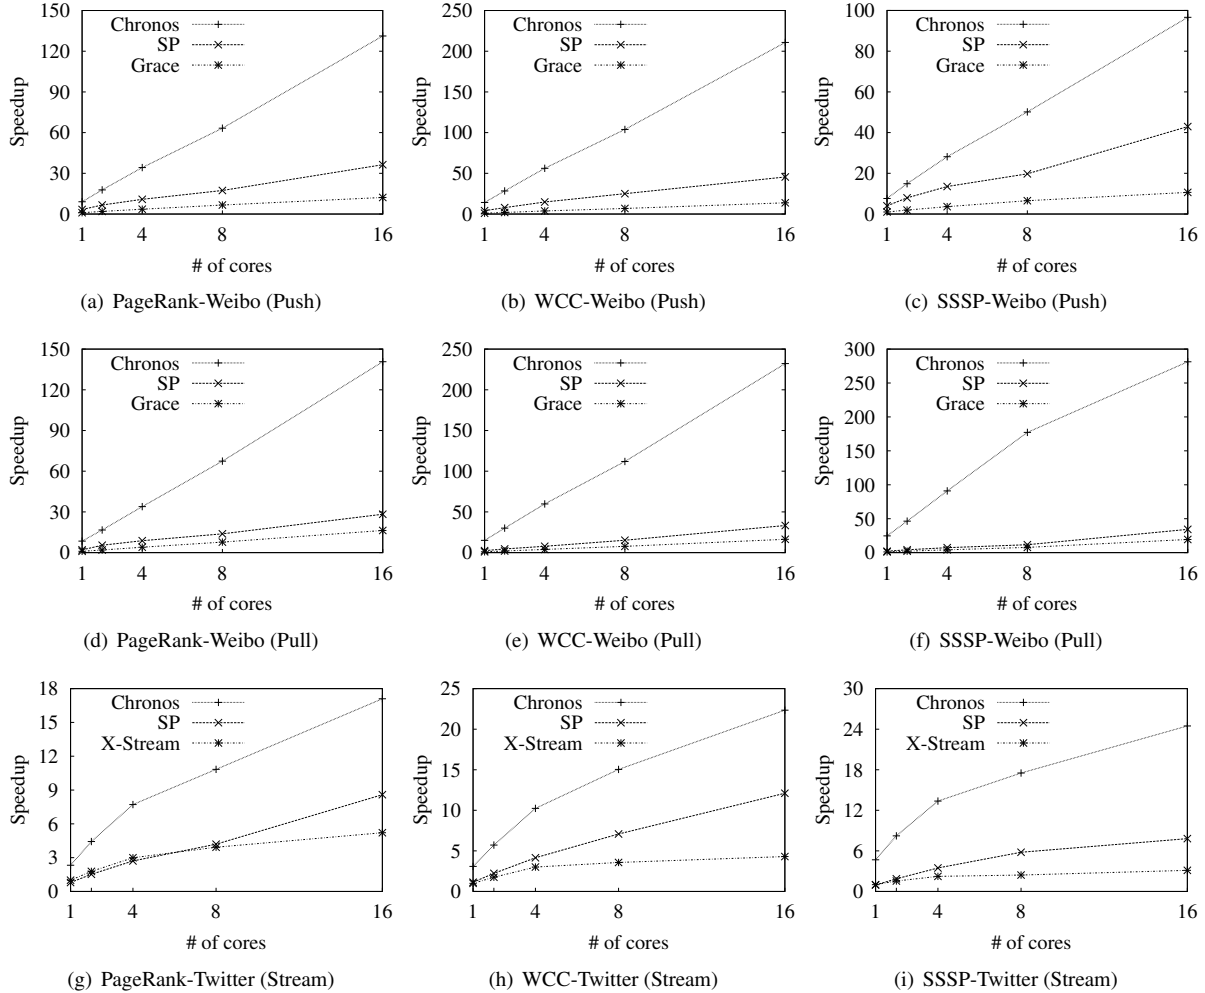 150
120
90
60
30
0
Speedup
Chronos
SP
Grace
1 4 8 16
# of cores
(a) PageRank-Weibo (Push)
250
200
150
100
50
0
Speedup
Chronos
SP
Grace
1 4 8 16
# of cores
(b) WCC-Weibo (Push)
100
80
60
40
20
0
Speedup
Chronos
SP
Grace
1 4 8 16
# of cores
(c) SSSP-Weibo (Push)
150
120
90
60
30
0
Speedup
Chronos
SP
Grace
1 4 8 16
# of cores
(d) PageRank-Weibo (Pull)
250
200
150
100
50
0
Speedup
Chronos
SP
Grace
1 4 8 16
# of cores
(e) WCC-Weibo (Pull)
300
250
200
150
100
50
0
Speedup
Chronos
SP
Grace
1 4 8 16
# of cores
(f) SSSP-Weibo (Pull)
18
15
12
9
6
3
0
Speedup
Chronos
SP
X-Stream
1 4 8 16
# of cores
(g) PageRank-Twitter (Stream)
25
20
15
10
5
0
Speedup
Chronos
SP
X-Stream
1 4 8 16
# of cores
(h) WCC-Twitter (Stream)
30
24
18
12
6
0
Speedup
Chronos
SP
X-Stream
1 4 8 16
# of cores
(i) SSSP-Twitter (Stream)